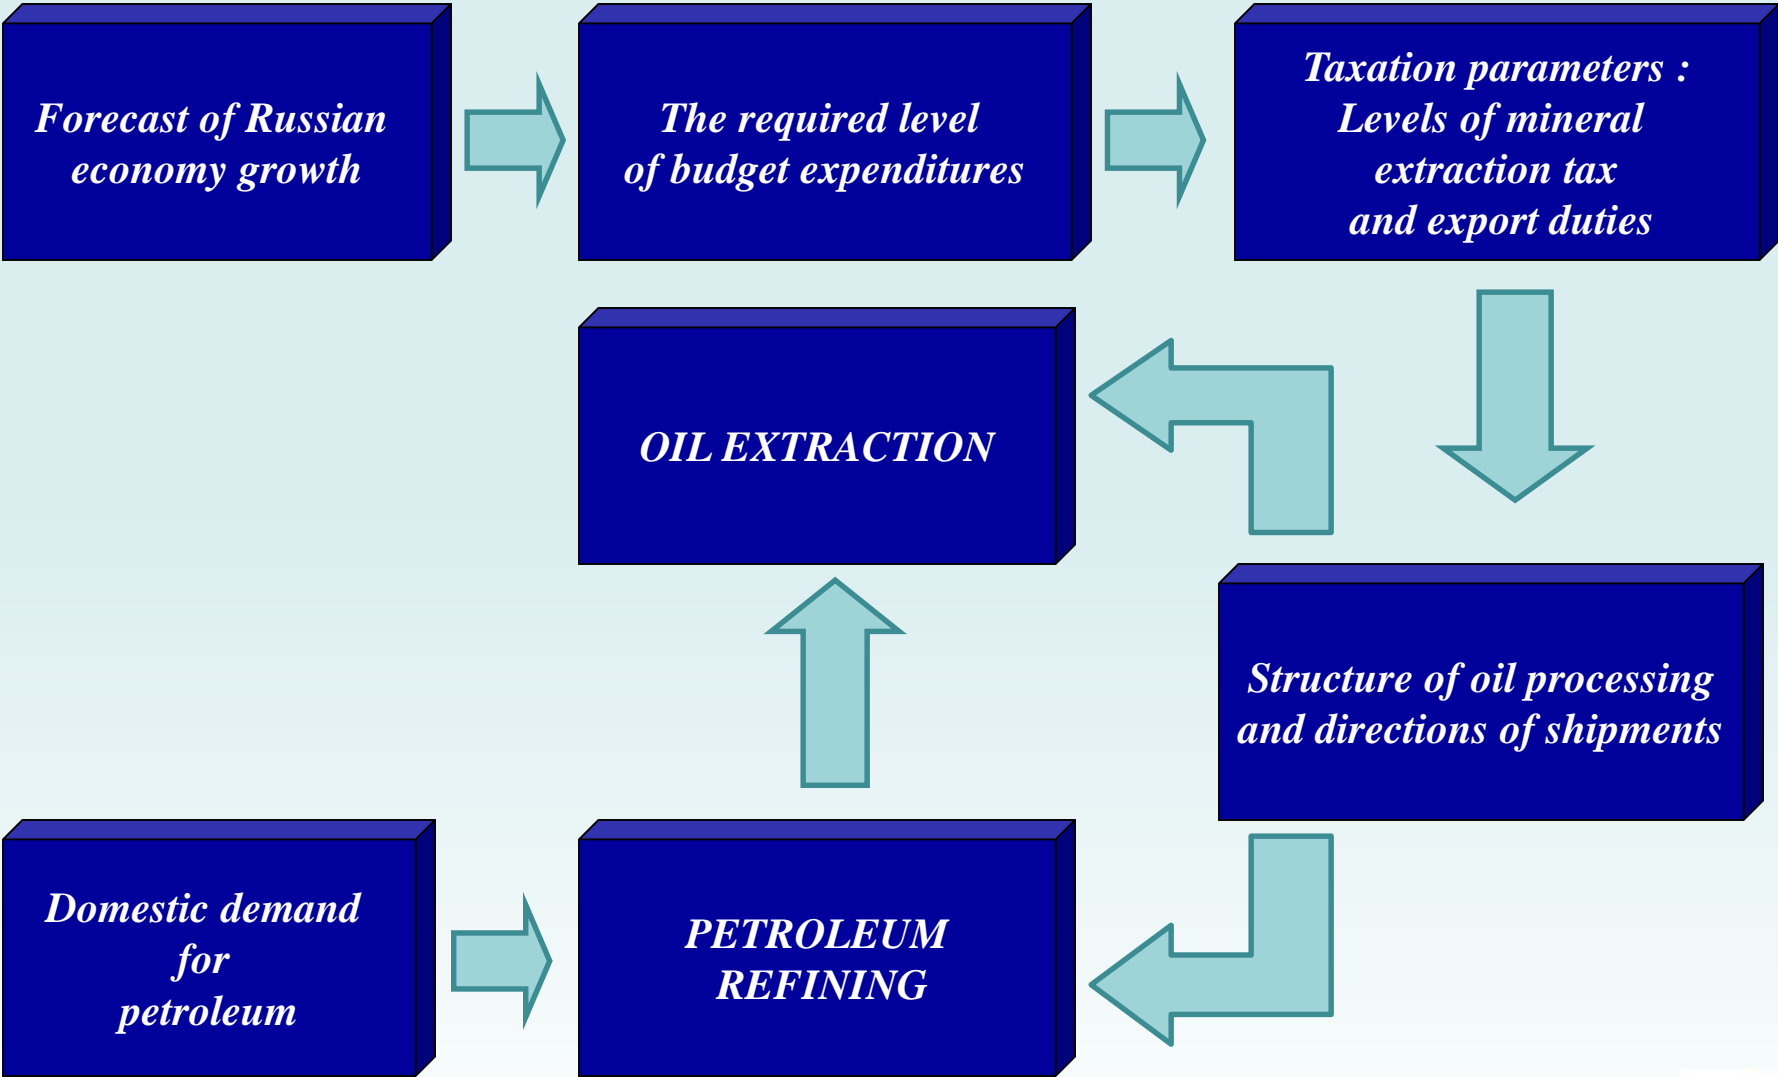 Forecast of Russian
economy growth
The required level
of budget expenditures
Taxation parameters :
Levels of mineral
extraction tax
and export duties
OIL EXTRACTION
Structure of oil processing
and directions of shipments
Domestic demand
for
petroleum
PETROLEUM
REFINING